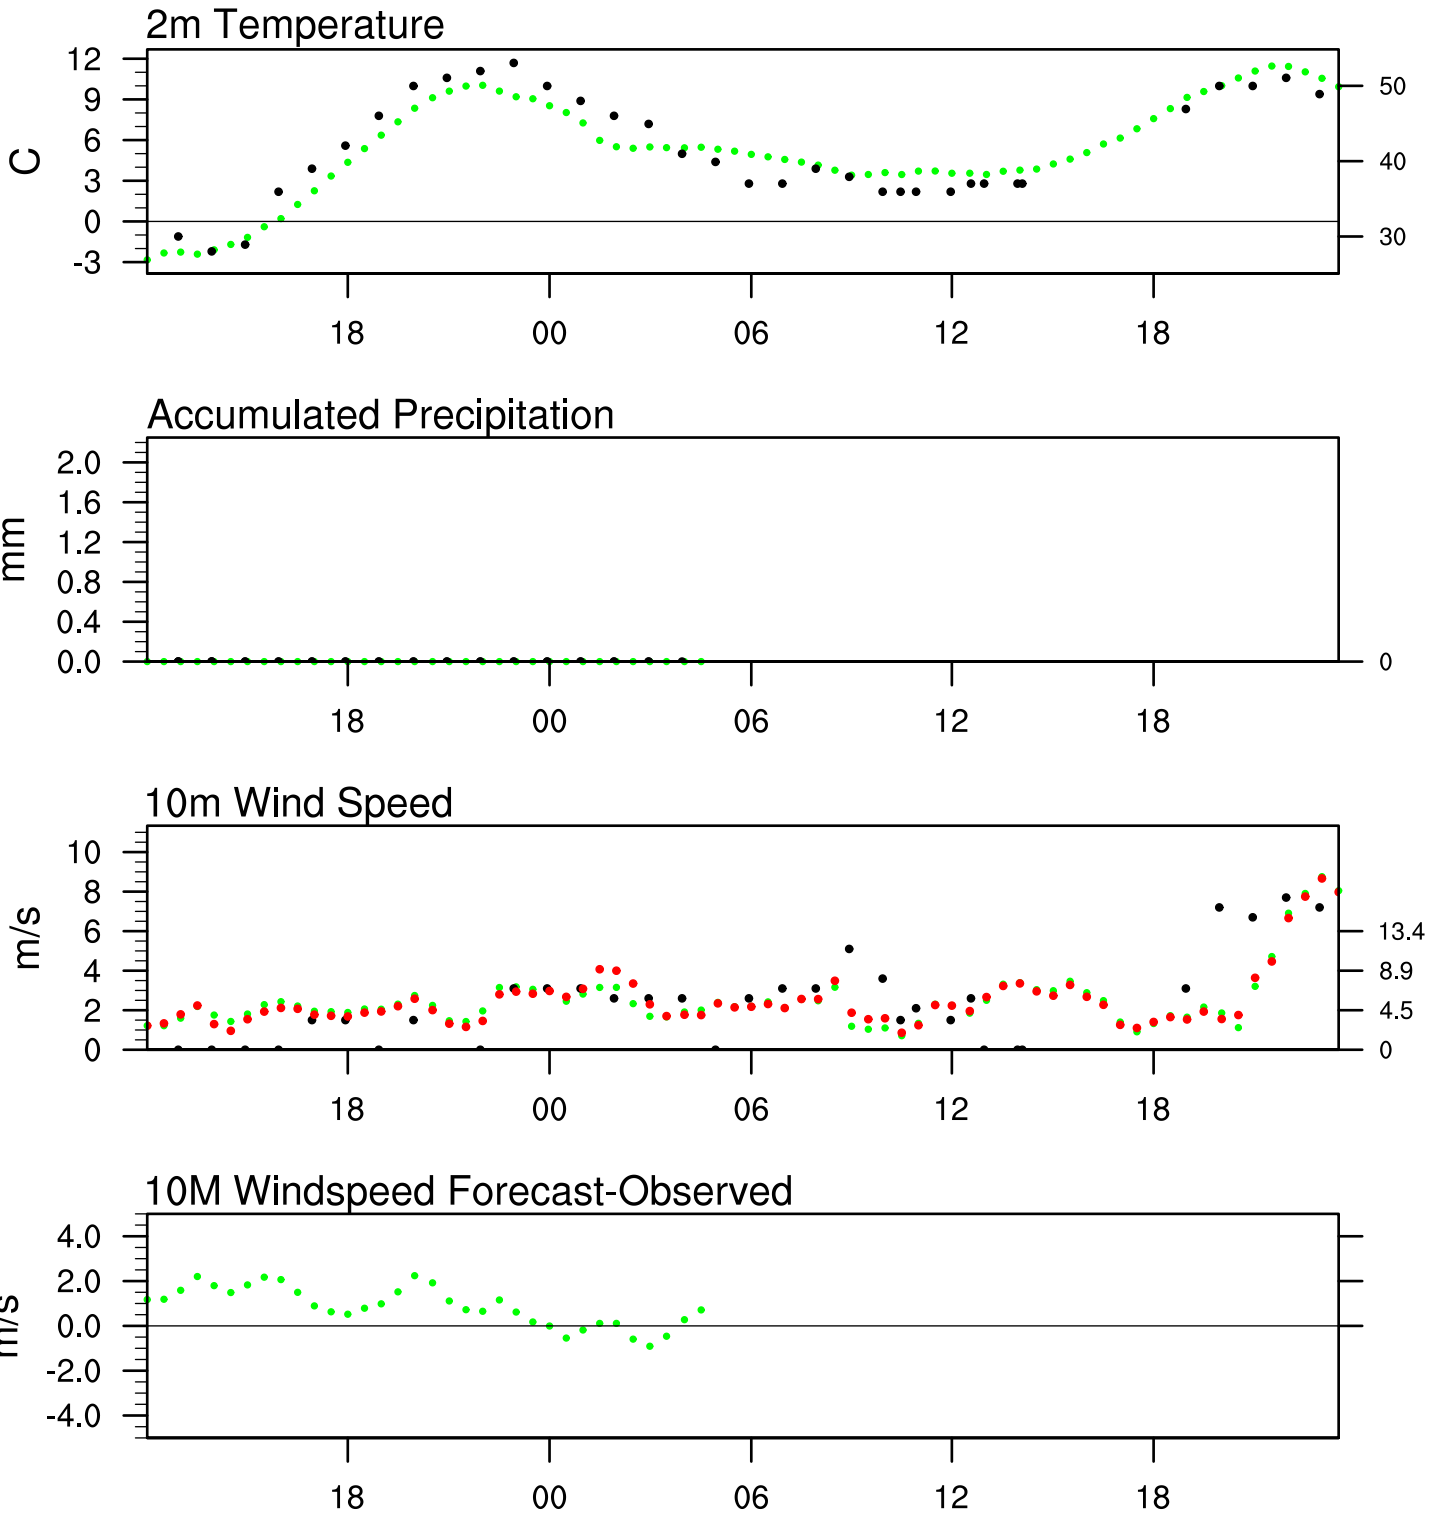 2m Temperature
12
9
6
3
0
-3
C
50
40
30
18 00 06 12 18
Accumulated Precipitation
2.0
1.6
1.2
0.8
0.4
0.0
mm
0
18 00 06 12 18
10m Wind Speed
10
8
6
4
2
0
m/s
13.4
8.9
4.5
0
18 00 06 12 18
10M Windspeed Forecast-Observed
4.0
2.0
0.0
-2.0
-4.0
m/s
18 00 06 12 18